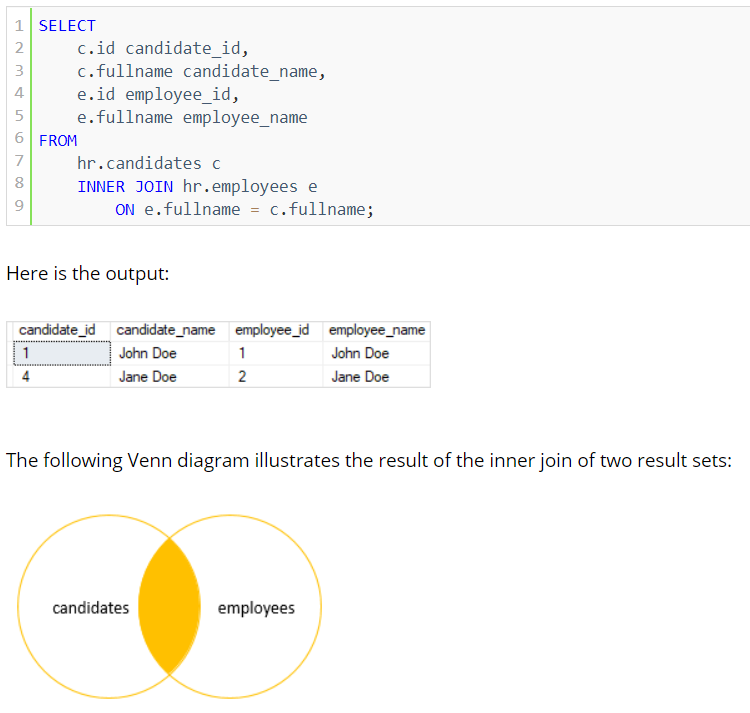 1 SELECT
2     c.id candidate_id,
3     c.fullname candidate_name,
4     e.id employee_id,
5     e.fullname employee_name
6 FROM
7     hr.candidates c
8     INNER JOIN hr.employees e
9         ON e.fullname = c.fullname;
Here is the output:
candidate_id candidate_name employee_id employee_name
1 John Doe 1 John Doe
4 Jane Doe 2 Jane Doe
The following Venn diagram illustrates the result of the inner join of two result sets:
candidates employees